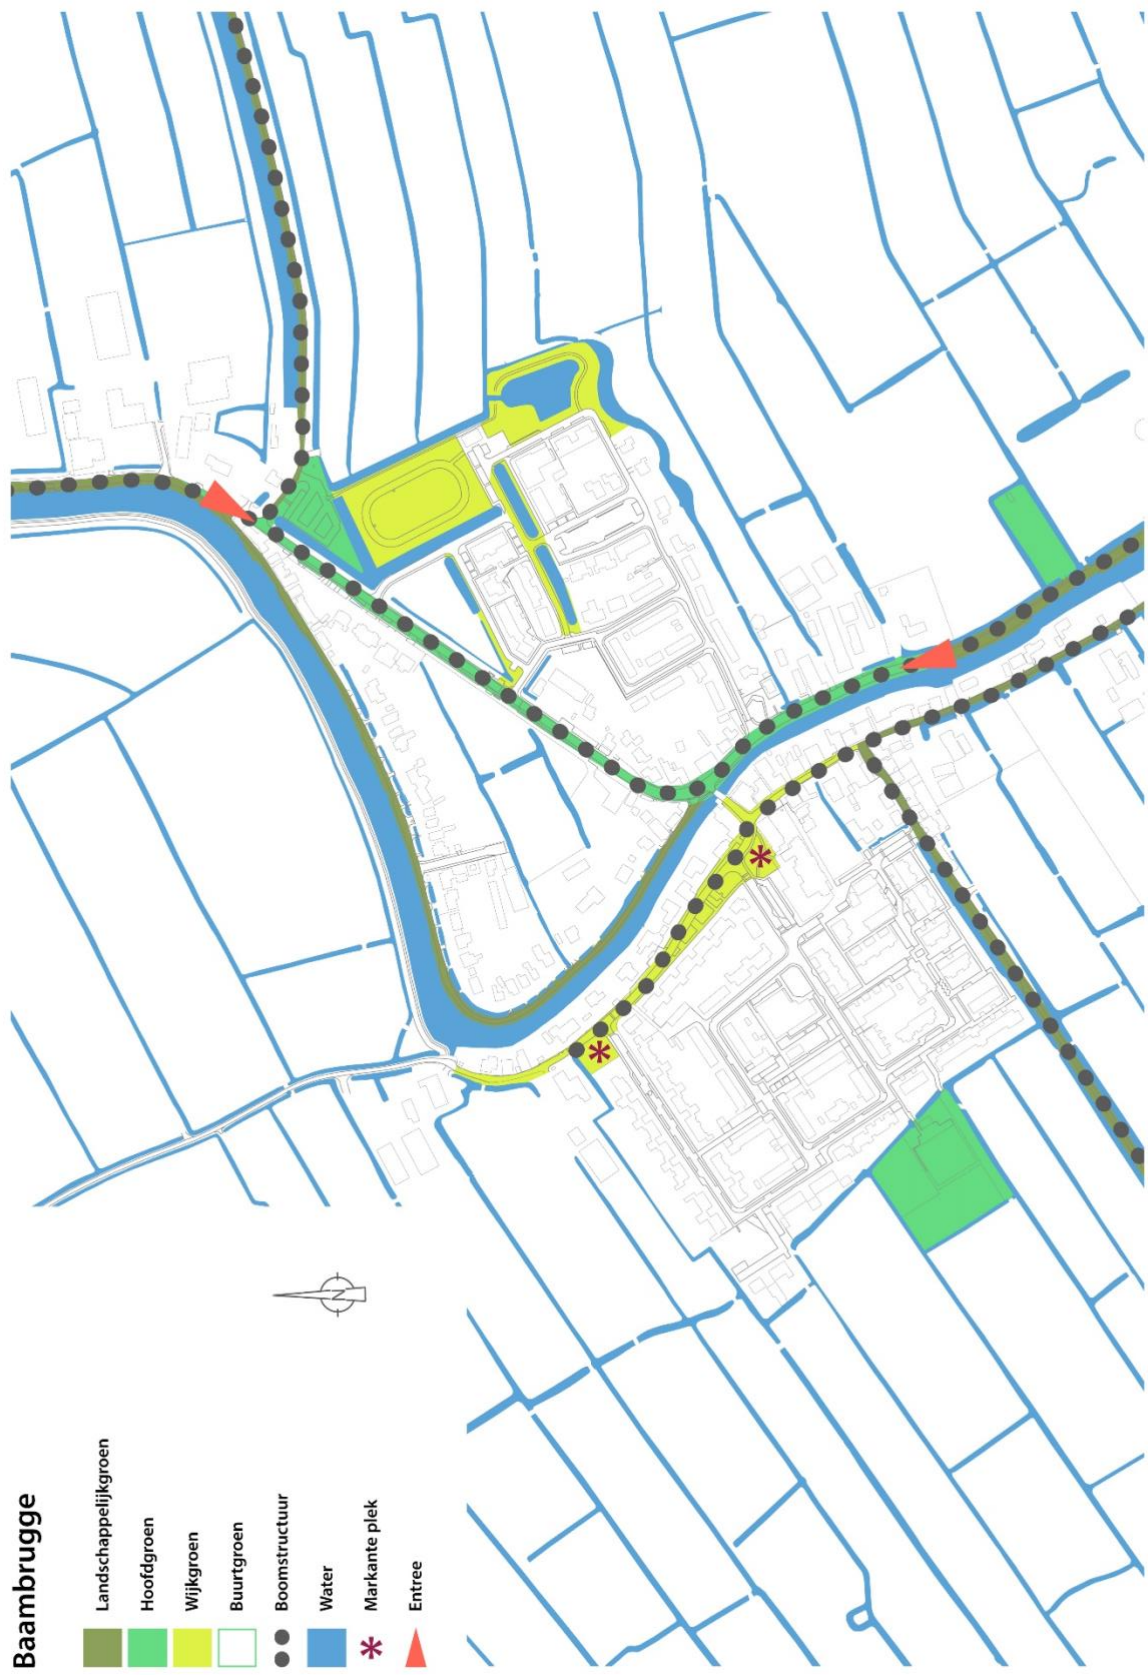 Baambrugge
Landschappelijkgroen
Hoofdgroen
Wijkgroen
Buurtgroen
Boomstructuur
Water
Markante plek
Entree
N